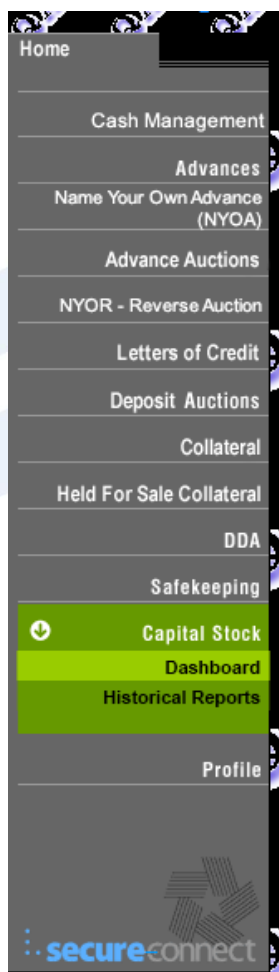 Home
Cash Management
Advances
Name Your Own Advance
(NYOA)
Advance Auctions
NYOR - Reverse Auction
Letters of Credit
Deposit Auctions
Collateral
Held For Sale Collateral
DDA
Safekeeping
Capital Stock
Dashboard
Historical Reports
Profile
secureconnect